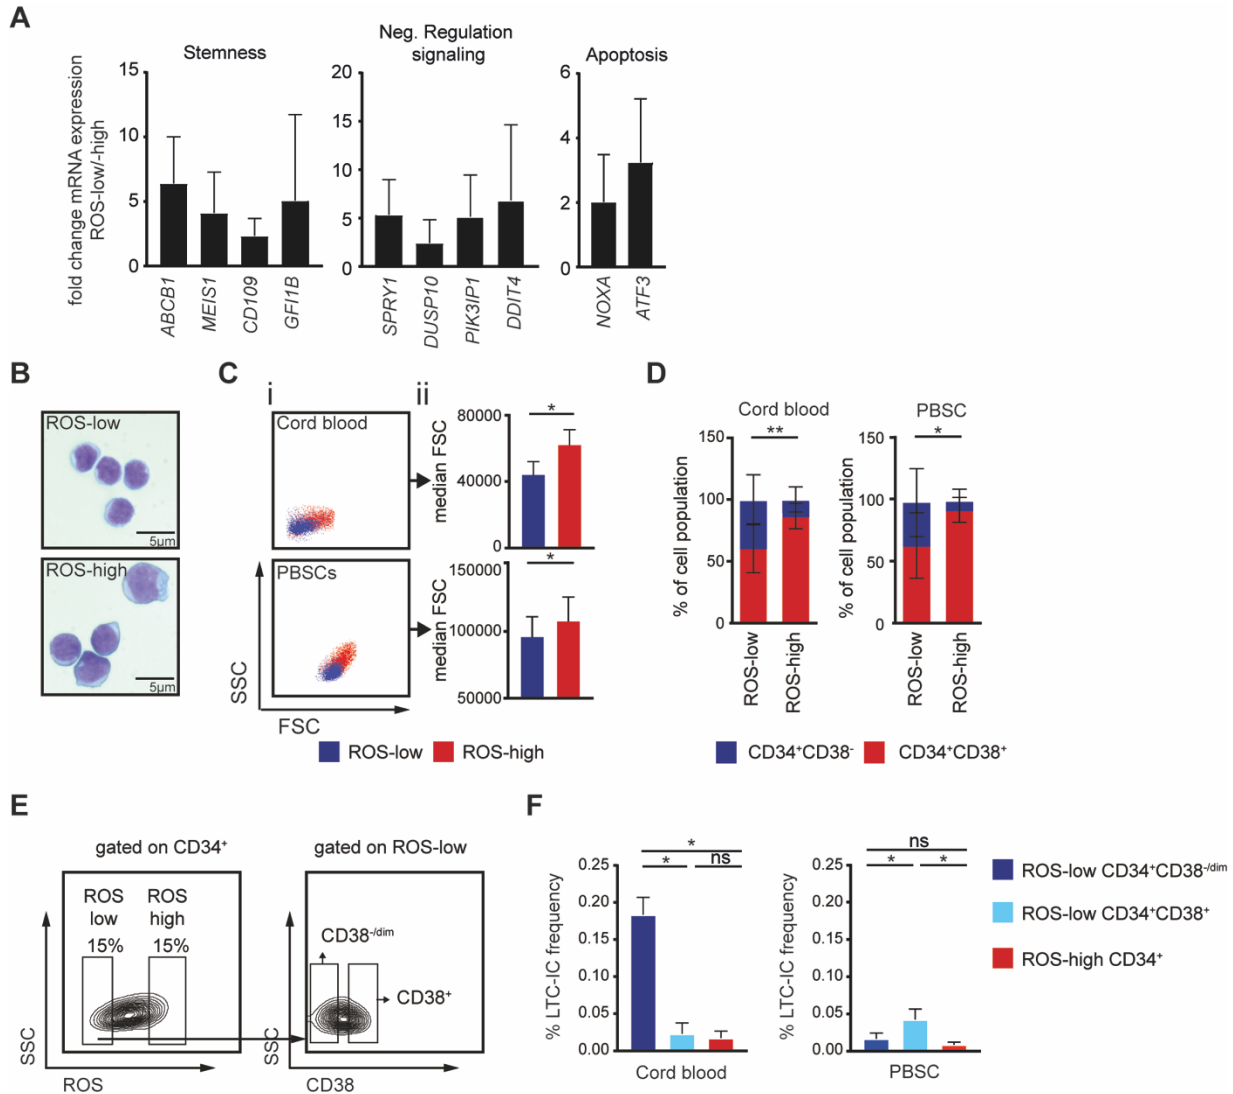 A
Stemness
Neg. Regulation
signaling
Apoptosis
fold change mRNA expression
ROS-low/-high
15
10
5
0
ABCB1
MEIS1
CD109
GFI1B
20
15
10
5
0
SPRY1
DUSP10
PIK3IP1
DDIT4
6
4
2
0
NOXA
ATF3
B
ROS-low
5µm
ROS-high
5µm
C
i
ii
Cord blood
PBSCs
SSC
FSC
median FSC
80000
40000
0
*
median FSC
150000
100000
50000
*
ROS-low
ROS-high
D
Cord blood
% of cell population
150
100
50
0
**
ROS-low
ROS-high
PBSC
% of cell population
150
100
50
0
*
ROS-low
ROS-high
CD34⁺CD38⁻
CD34⁺CD38⁺
E
gated on CD34⁺
ROS
low
15%
ROS
high
15%
SSC
ROS
gated on ROS-low
CD38⁻/ᵈⁱᵐ
CD38⁺
SSC
CD38
F
% LTC-IC frequency
0.25
0.20
0.15
0.10
0.05
0.00
*
*
ns
Cord blood
% LTC-IC frequency
0.25
0.20
0.15
0.10
0.05
0.00
ns
*
*
PBSC
ROS-low CD34⁺CD38⁻/ᵈⁱᵐ
ROS-low CD34⁺CD38⁺
ROS-high CD34⁺